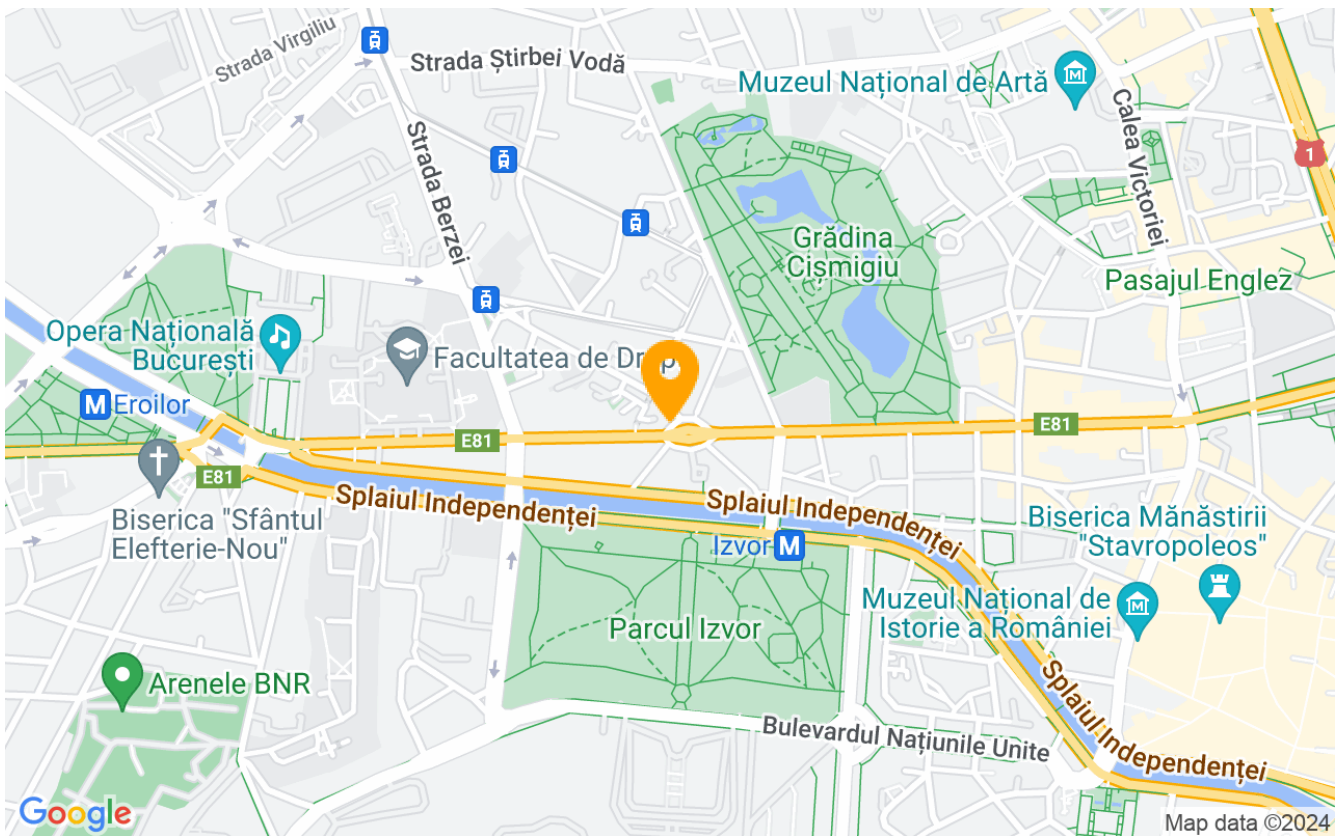 Strada Virgiliu
Strada Știrbei Vodă
Muzeul Național de Artă
Calea Victoriei
1
Strada Berzei
Grădina
Cișmigiu
Pasajul Englez
Opera Națională
București
Facultatea de Drep
M Eroilor
E81
E81
E81
Splaiul Independenței
Splaiul Independenței
Biserica "Sfântul
Elefterie-Nou"
Izvor M
Biserica Mănăstirii
"Stavropoleos"
Muzeul Național de
Istorie a României
Parcul Izvor
Arenele BNR
Splaiul Independenței
Bulevardul Națiunile Unite
Google
Map data ©2024